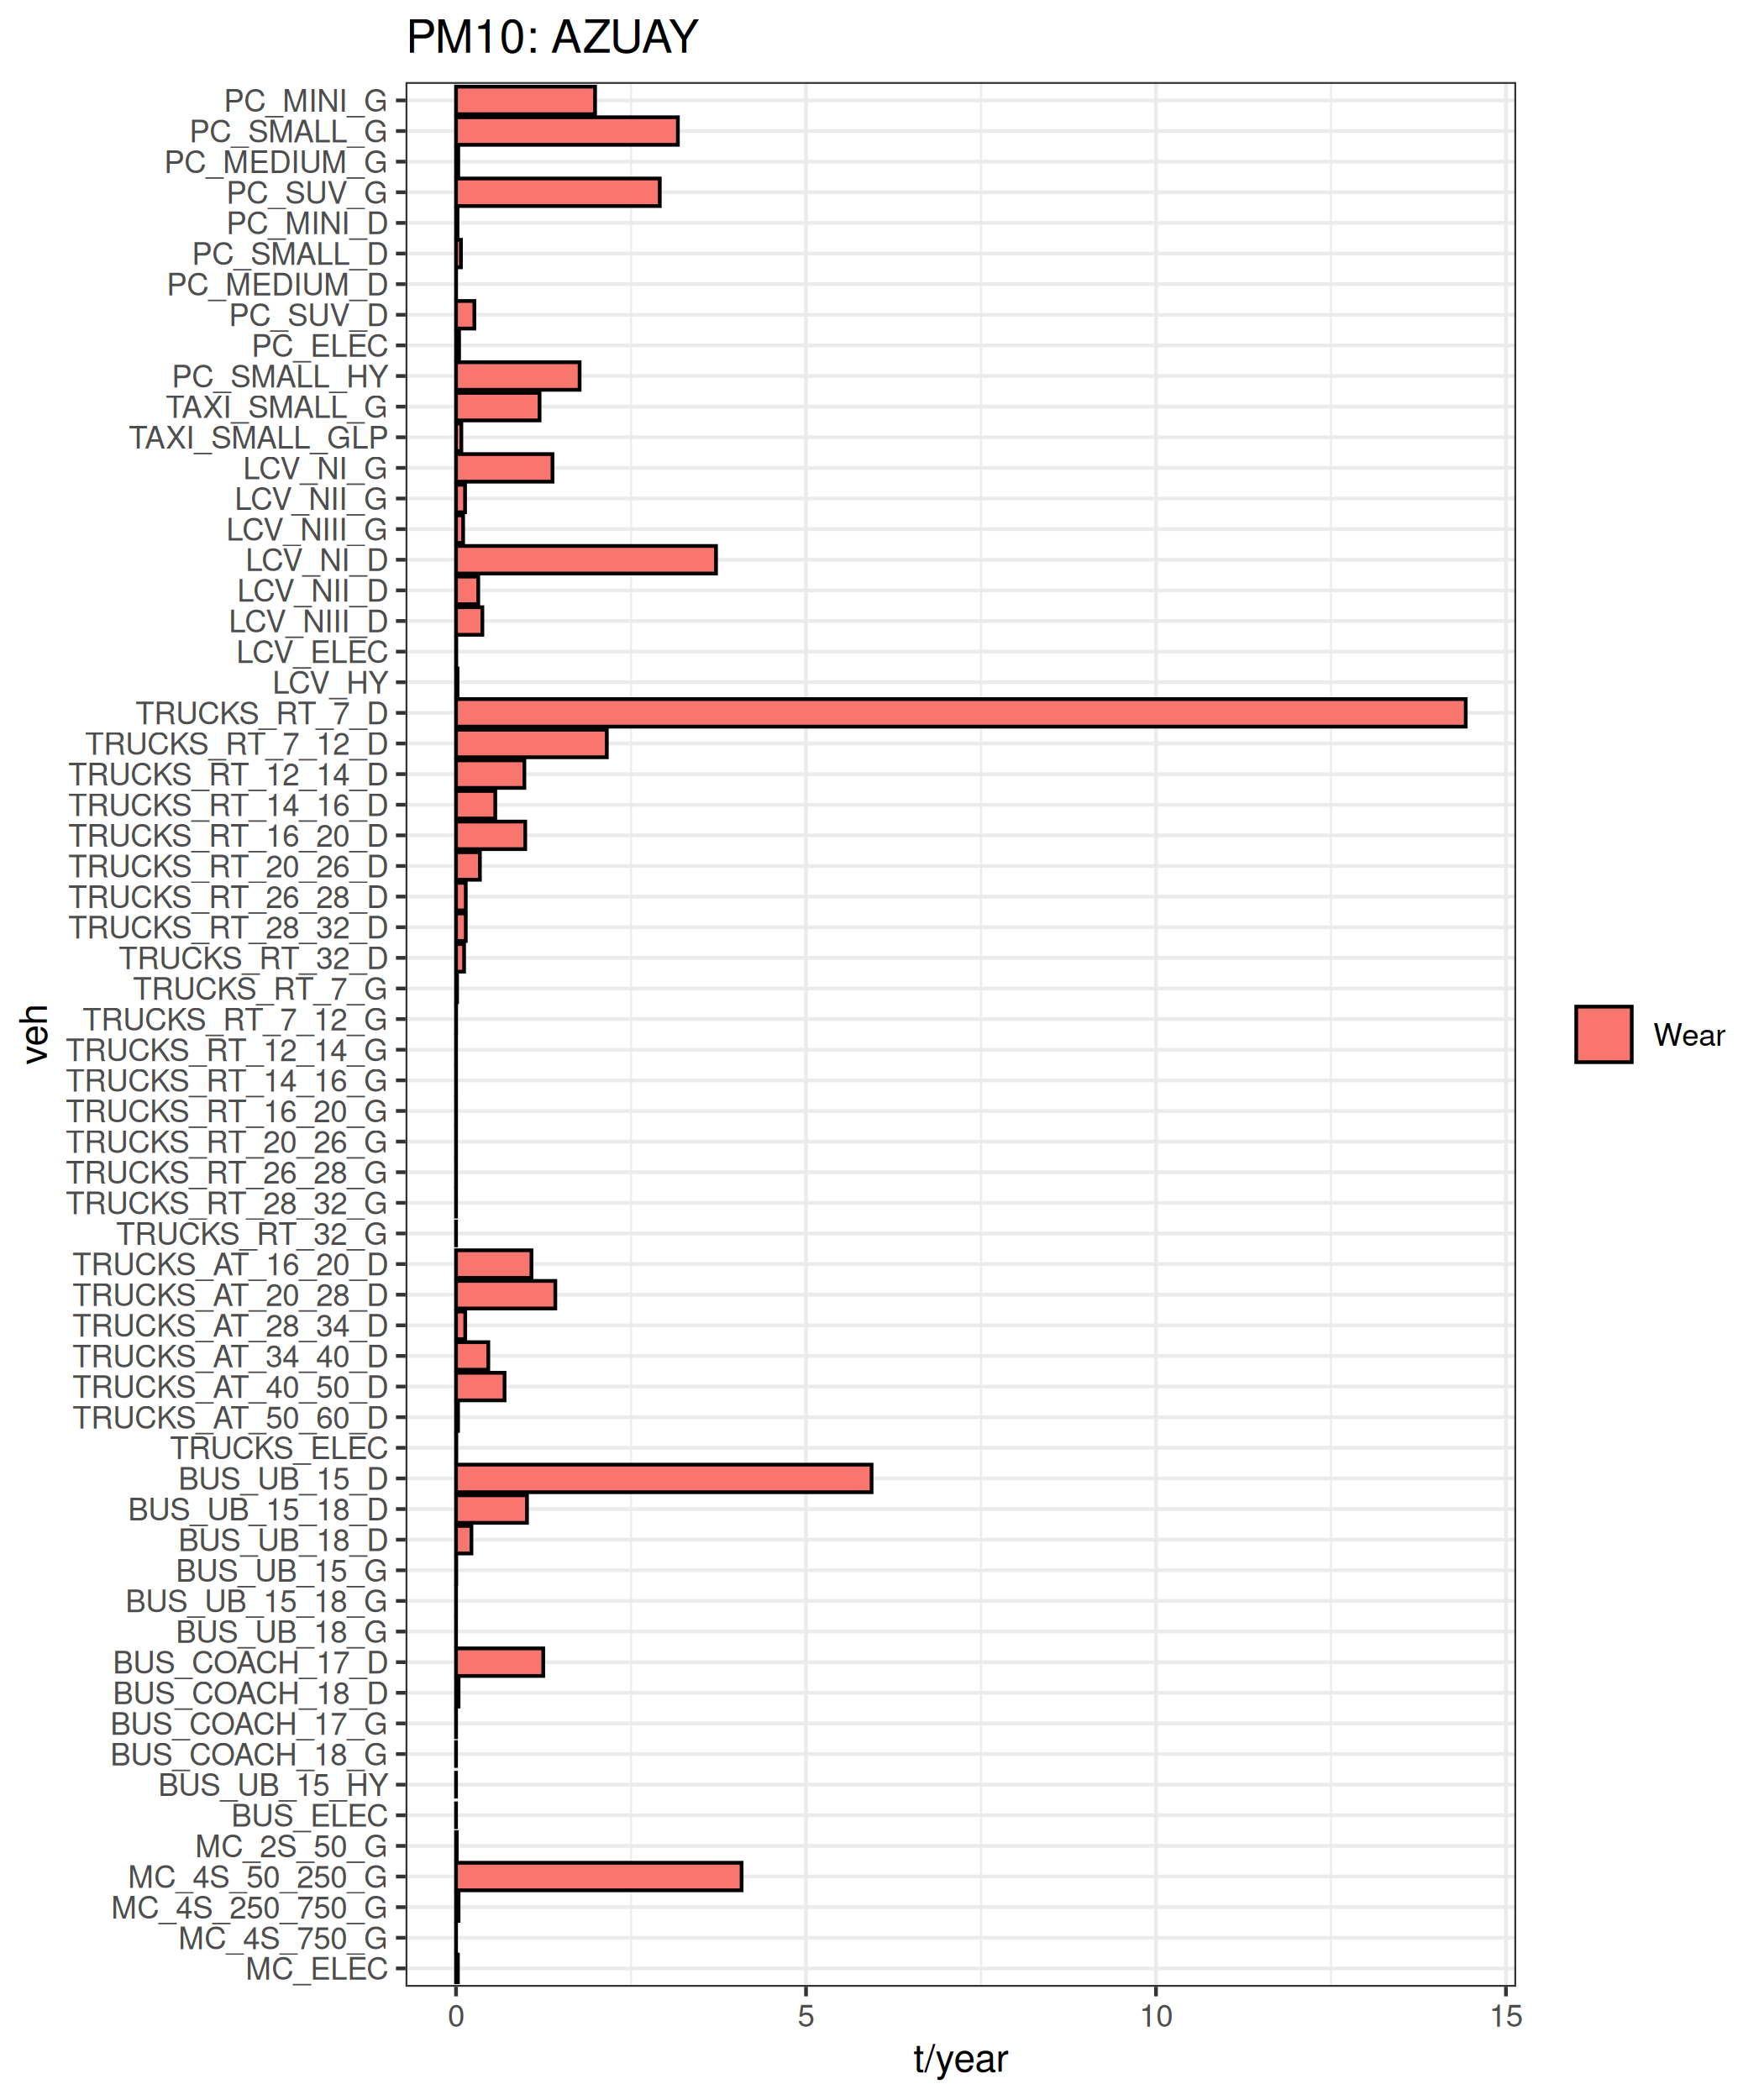 PM10: AZUAY
PC_MINI_G
PC_SMALL_G
PC_MEDIUM_G
PC_SUV_G
PC_MINI_D
PC_SMALL_D
PC_MEDIUM_D
PC_SUV_D
PC_ELEC
PC_SMALL_HY
TAXI_SMALL_G
TAXI_SMALL_GLP
LCV_NI_G
LCV_NII_G
LCV_NIII_G
LCV_NI_D
LCV_NII_D
LCV_NIII_D
LCV_ELEC
LCV_HY
TRUCKS_RT_7_D
TRUCKS_RT_7_12_D
TRUCKS_RT_12_14_D
TRUCKS_RT_14_16_D
TRUCKS_RT_16_20_D
TRUCKS_RT_20_26_D
TRUCKS_RT_26_28_D
TRUCKS_RT_28_32_D
TRUCKS_RT_32_D
TRUCKS_RT_7_G
TRUCKS_RT_7_12_G
TRUCKS_RT_12_14_G
TRUCKS_RT_14_16_G
TRUCKS_RT_16_20_G
TRUCKS_RT_20_26_G
TRUCKS_RT_26_28_G
TRUCKS_RT_28_32_G
TRUCKS_RT_32_G
TRUCKS_AT_16_20_D
TRUCKS_AT_20_28_D
TRUCKS_AT_28_34_D
TRUCKS_AT_34_40_D
TRUCKS_AT_40_50_D
TRUCKS_AT_50_60_D
TRUCKS_ELEC
BUS_UB_15_D
BUS_UB_15_18_D
BUS_UB_18_D
BUS_UB_15_G
BUS_UB_15_18_G
BUS_UB_18_G
BUS_COACH_17_D
BUS_COACH_18_D
BUS_COACH_17_G
BUS_COACH_18_G
BUS_UB_15_HY
BUS_ELEC
MC_2S_50_G
MC_4S_50_250_G
MC_4S_250_750_G
MC_4S_750_G
MC_ELEC
veh
0 5 10 15
t/year
Wear